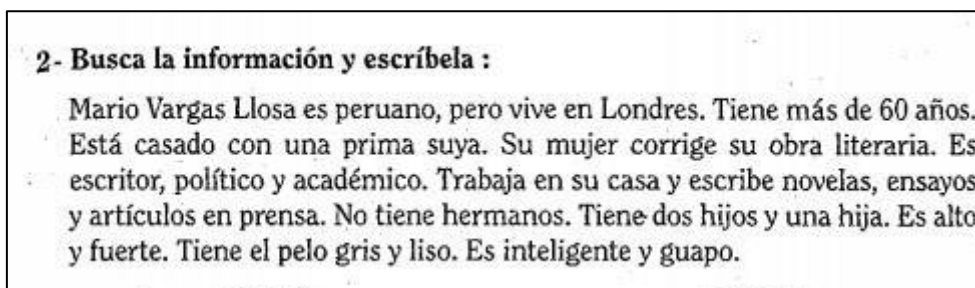 2- Busca la información y escríbela :
Mario Vargas Llosa es peruano, pero vive en Londres. Tiene más de 60 años.
Está casado con una prima suya. Su mujer corrige su obra literaria. Es
escritor, político y académico. Trabaja en su casa y escribe novelas, ensayos
y artículos en prensa. No tiene hermanos. Tiene dos hijos y una hija. Es alto
y fuerte. Tiene el pelo gris y liso. Es inteligente y guapo.